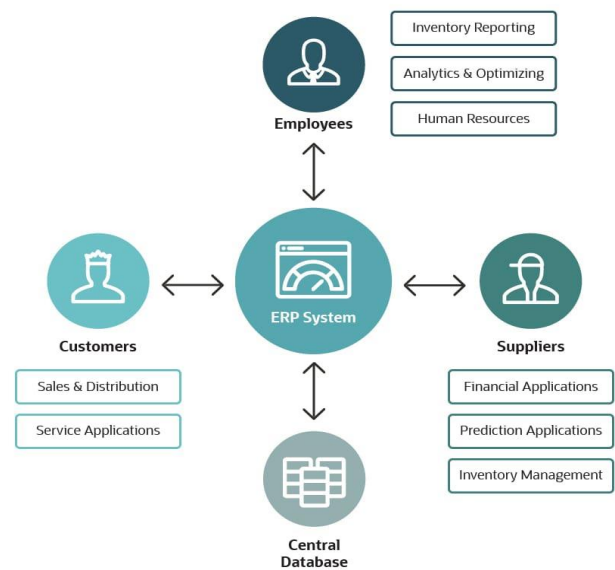 Inventory Reporting
Analytics & Optimizing
Human Resources
Employees
ERP System
Customers
Sales & Distribution
Service Applications
Suppliers
Financial Applications
Prediction Applications
Inventory Management
Central
Database